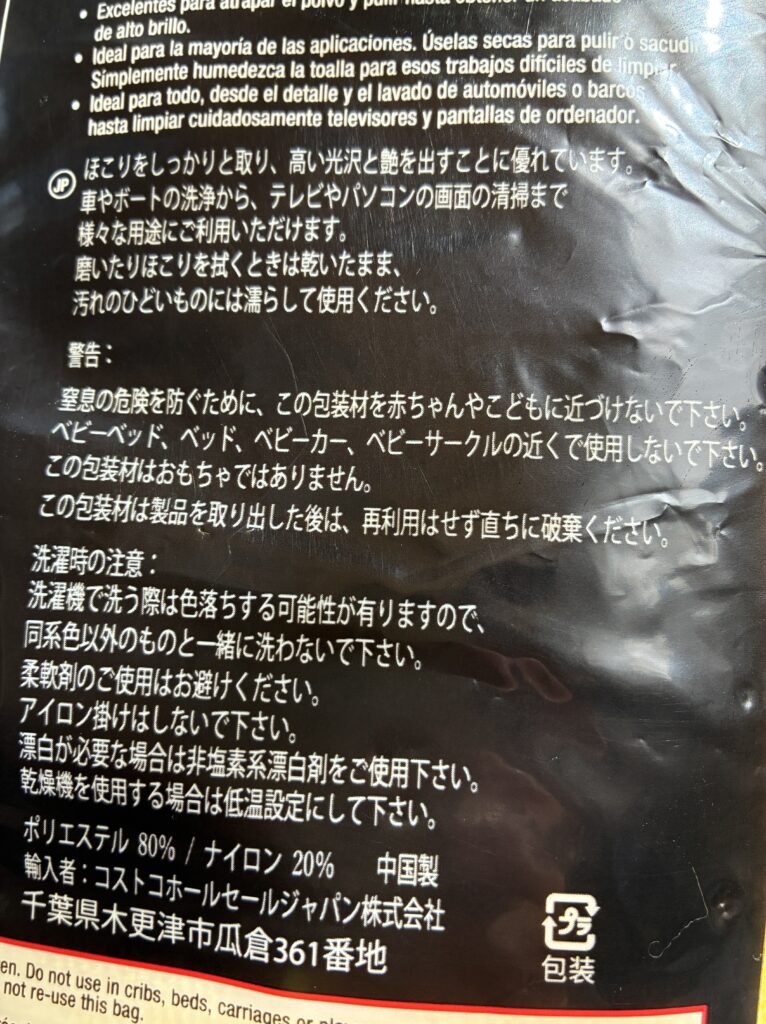 • Excelentes para atrapar el polvo y pulir hasta obtener un acabado
de alto brillo.
• Ideal para la mayoría de las aplicaciones. Úselas secas para pulir o sacudir
Símplemente humedezca la toalla para esos trabajos difíciles de limpiar
• Ideal para todo, desde el detalle y el lavado de automóviles o barcos
hasta limpiar cuidadosamente televisores y pantallas de ordenador.
JP ほこりをしっかりと取り、高い光沢と艶を出すことに優れています。
車やボートの洗浄から、テレビやパソコンの画面の清掃まで
様々な用途にご利用いただけます。
磨いたりほこりを拭くときは乾いたまま、
汚れのひどいものには濡らして使用ください。
警告：
窒息の危険を防ぐために、この包装材を赤ちゃんやこどもに近づけないで下さい。
ベビーベッド、ベッド、ベビーカー、ベビーサークルの近くで使用しないで下さい。
この包装材はおもちゃではありません。
この包装材は製品を取り出した後は、再利用はせず直ちに破棄ください。
洗濯時の注意：
洗濯機で洗う際は色落ちする可能性が有りますので、
同系色以外のものと一緒に洗わないで下さい。
柔軟剤のご使用はお避けください。
アイロン掛けはしないで下さい。
漂白が必要な場合は非塩素系漂白剤をご使用下さい。
乾燥機を使用する場合は低温設定にして下さい。
ポリエステル 80% / ナイロン 20% 中国製
輸入者：コストコホールセールジャパン株式会社
千葉県木更津市瓜倉361番地
プラ
包装
en. Do not use in cribs, beds, carriages or
not re-use this bag.